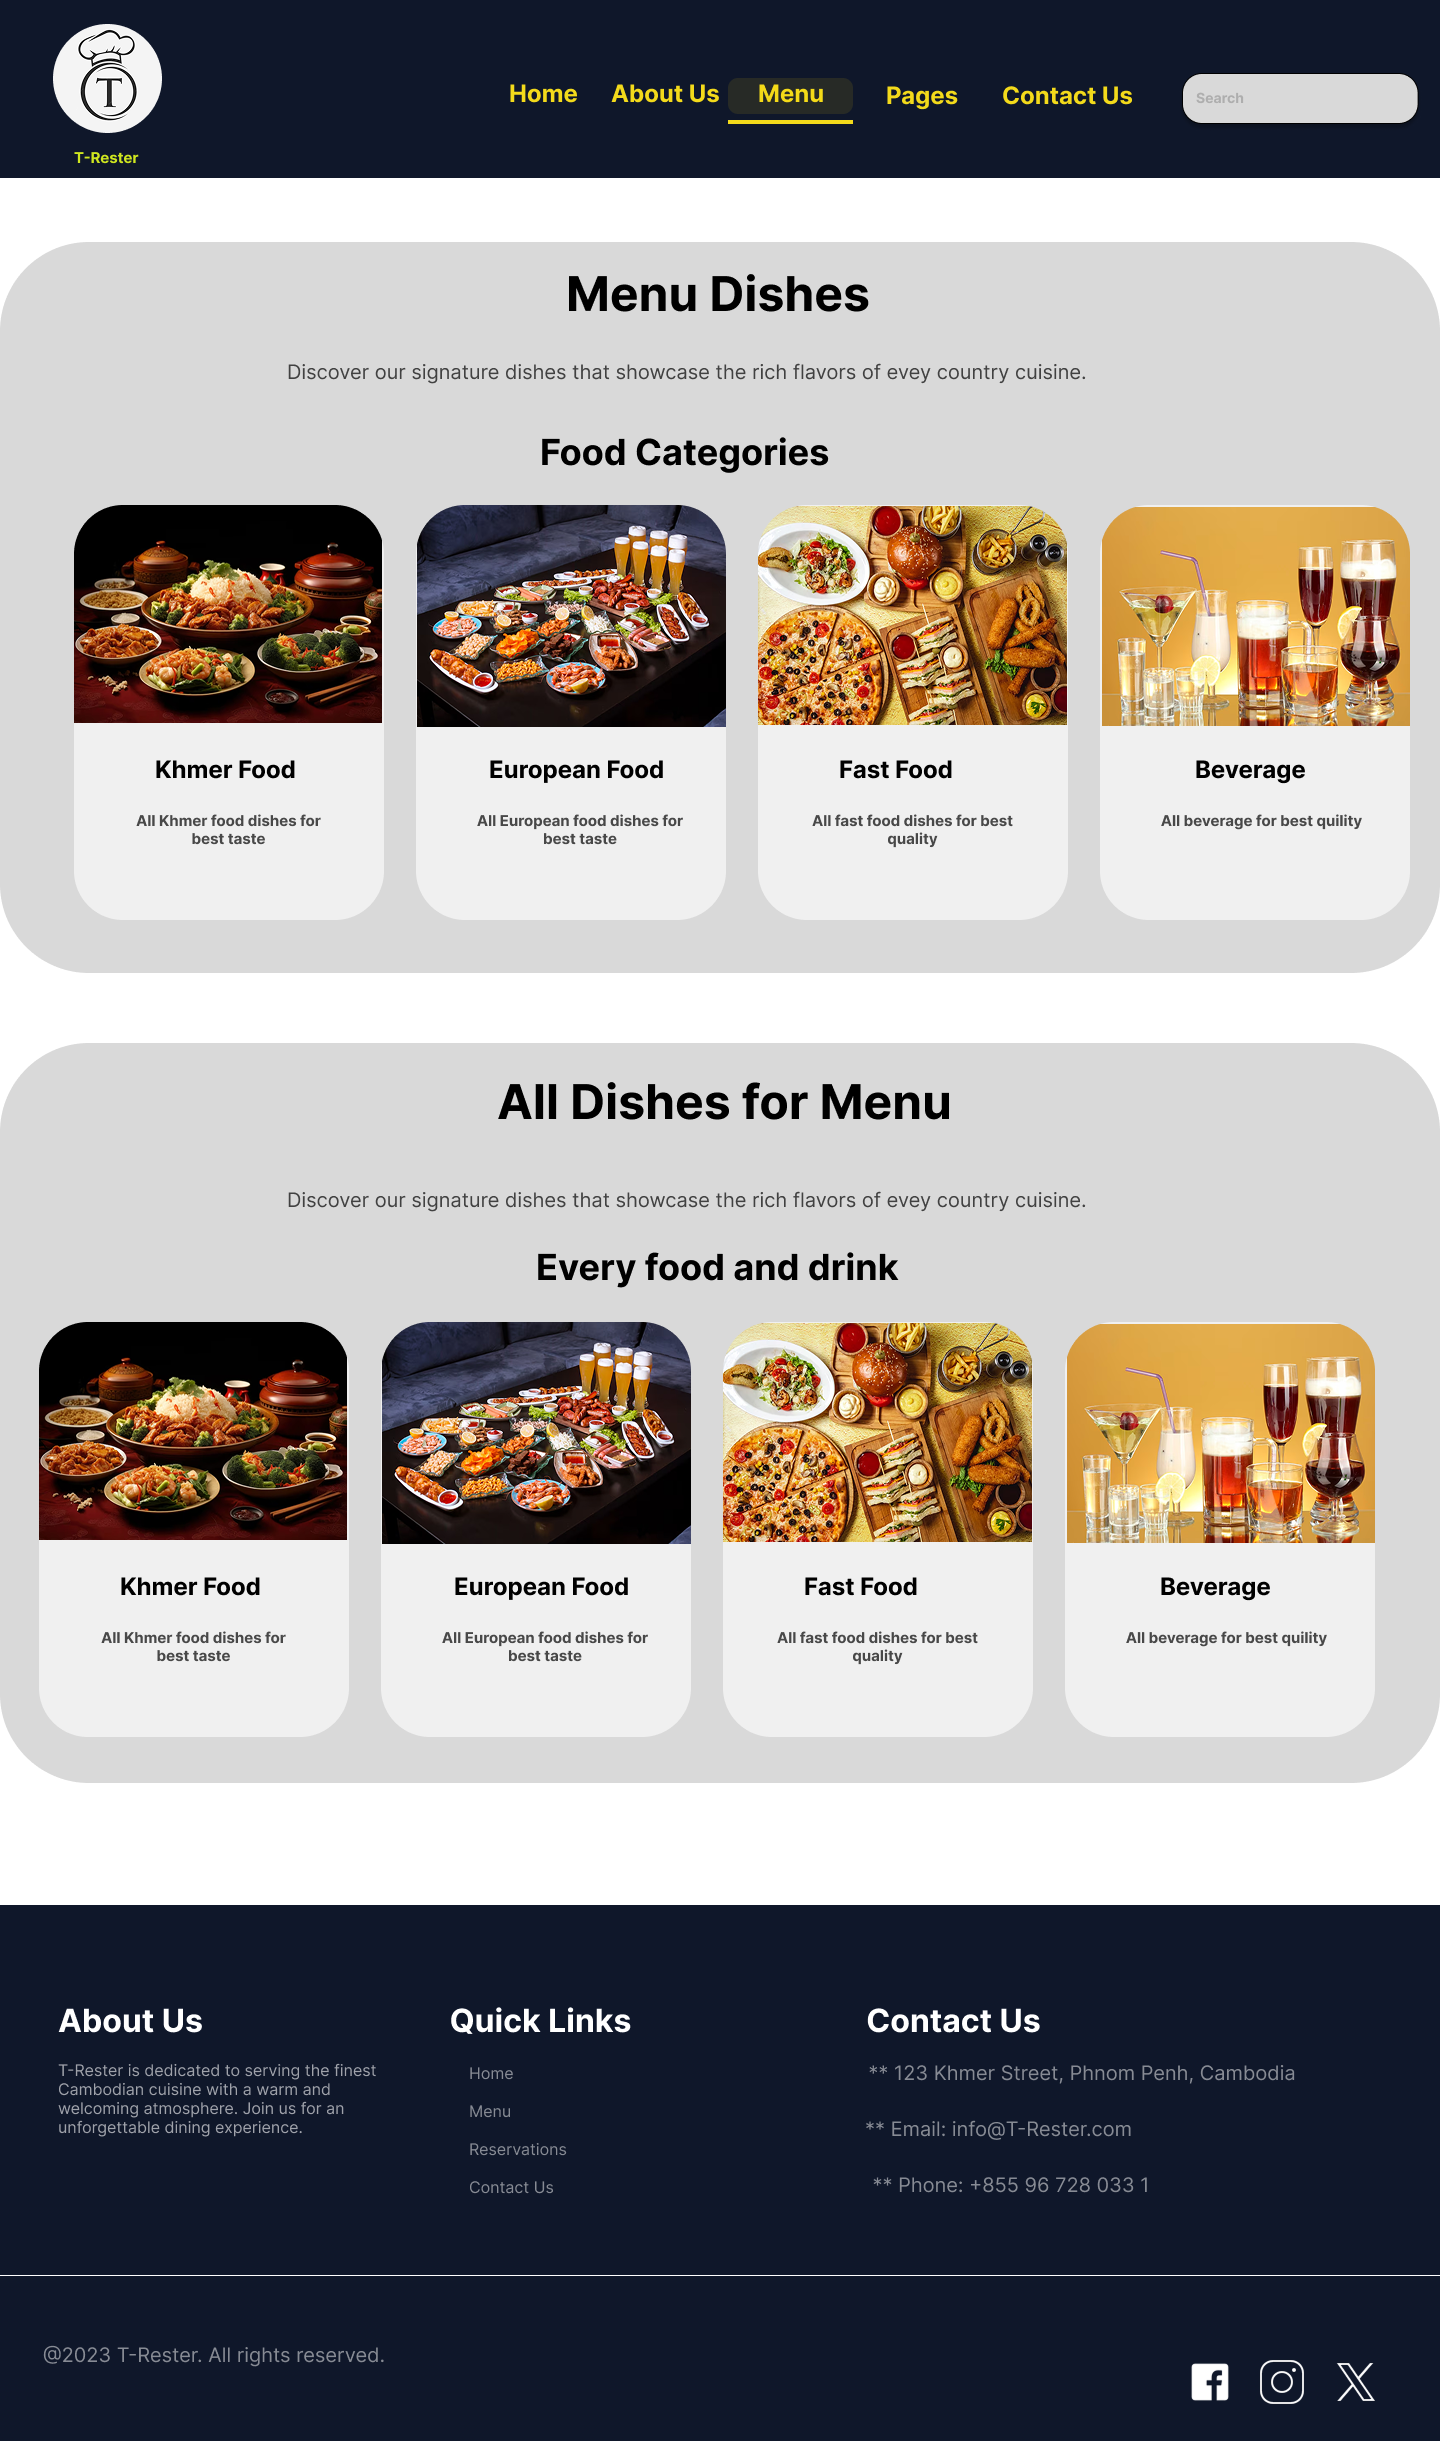 T
T-Rester
Home About Us Menu Pages Contact Us Search
Menu Dishes
Discover our signature dishes that showcase the rich flavors of evey country cuisine.
Food Categories
Khmer Food
All Khmer food dishes for
best taste
European Food
All European food dishes for
best taste
Fast Food
All fast food dishes for best
quality
Beverage
All beverage for best quility
All Dishes for Menu
Discover our signature dishes that showcase the rich flavors of evey country cuisine.
Every food and drink
Khmer Food
All Khmer food dishes for
best taste
European Food
All European food dishes for
best taste
Fast Food
All fast food dishes for best
quality
Beverage
All beverage for best quility
About Us
T-Rester is dedicated to serving the finest
Cambodian cuisine with a warm and
welcoming atmosphere. Join us for an
unforgettable dining experience.
Quick Links
Home
Menu
Reservations
Contact Us
Contact Us
** 123 Khmer Street, Phnom Penh, Cambodia
** Email: info@T-Rester.com
** Phone: +855 96 728 033 1
@2023 T-Rester. All rights reserved.